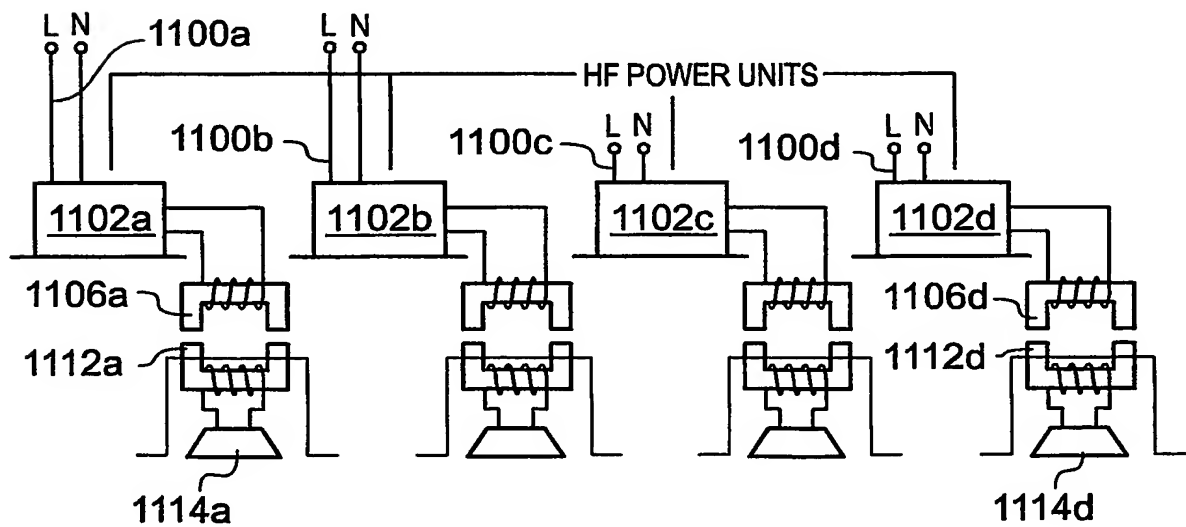 L N 1100a
L N
HF POWER UNITS
1100b
L N
1100c
L N
1100d
1102a
1102b
1102c
1102d
1106a
1106d
1112a
1112d
1114a
1114d